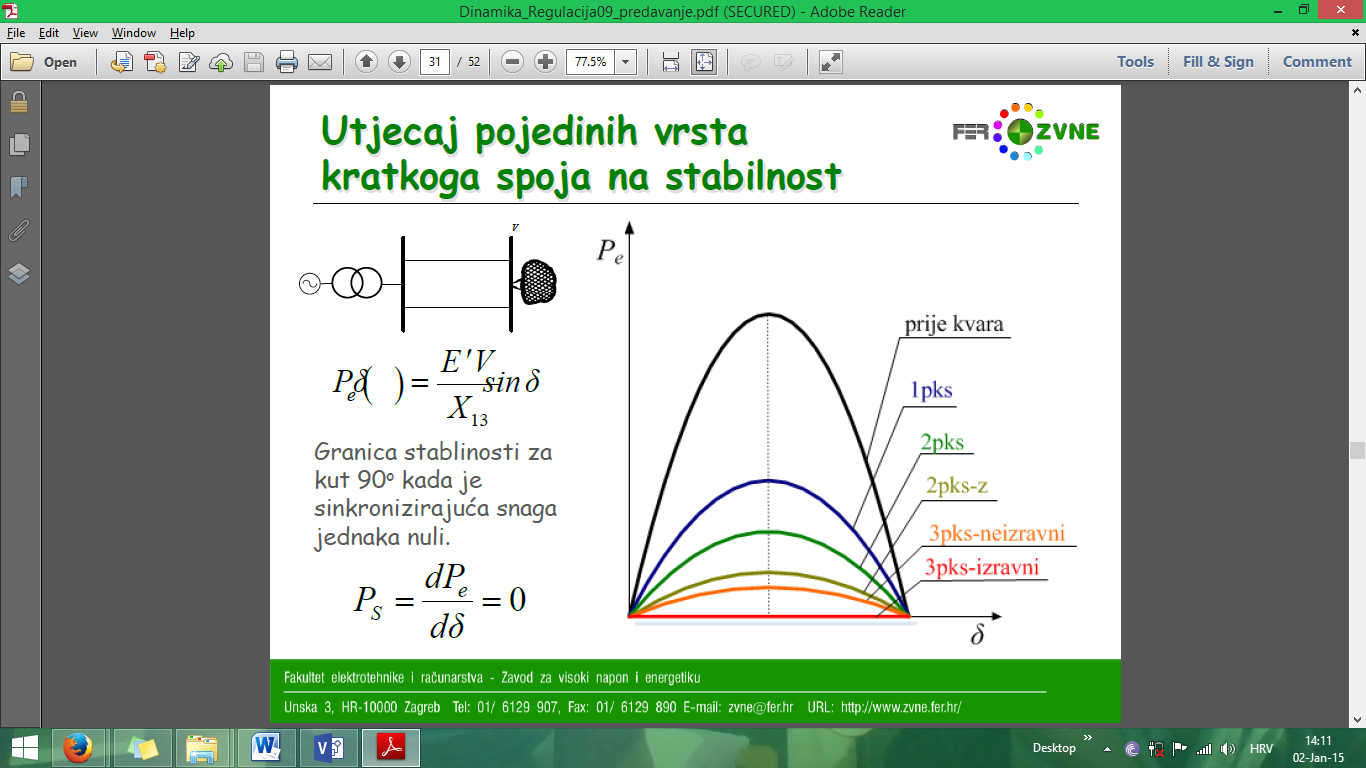 Dinamika_Regulacija09_predavanje.pdf (SECURED) - Adobe Reader
File Edit View Window Help
Open 31 / 52 77.5% Tools Fill & Sign Comment
Utjecaj pojedinih vrsta
kratkoga spoja na stabilnost
FER ZVNE
V
Pₑδ( ) = E'V / X₁₃ sin δ
Granica stablinosti za
kut 90º kada je
sinkronizirajuća snaga
jednaka nuli.
P_S = dPₑ / dδ = 0
Pₑ
prije kvara
1pks
2pks
2pks-z
3pks-neizravni
3pks-izravni
δ
Fakultet elektrotehnike i računarstva - Zavod za visoki napon i energetiku
Unska 3, HR-10000 Zagreb Tel: 01/ 6129 907, Fax: 01/ 6129 890 E-mail: zvne@fer.hr URL: http://www.zvne.fer.hr/
Desktop » HRV 14:11
02-Jan-15